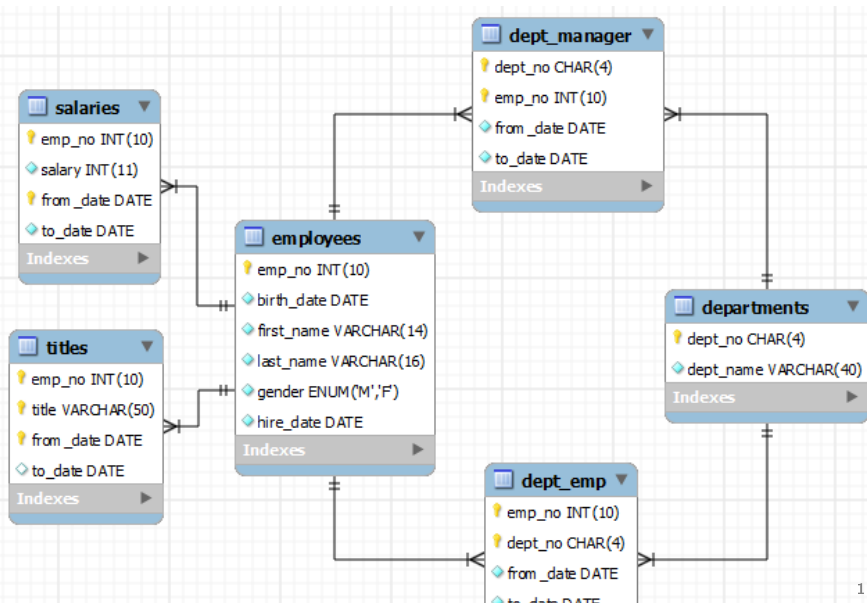 dept_manager
dept_no CHAR(4)
emp_no INT(10)
from_date DATE
to_date DATE
Indexes
salaries
emp_no INT(10)
salary INT(11)
from_date DATE
to_date DATE
Indexes
employees
emp_no INT(10)
birth_date DATE
first_name VARCHAR(14)
last_name VARCHAR(16)
gender ENUM('M','F')
hire_date DATE
Indexes
departments
dept_no CHAR(4)
dept_name VARCHAR(40)
Indexes
titles
emp_no INT(10)
title VARCHAR(50)
from_date DATE
to_date DATE
Indexes
dept_emp
emp_no INT(10)
dept_no CHAR(4)
from_date DATE
to_date DATE
1